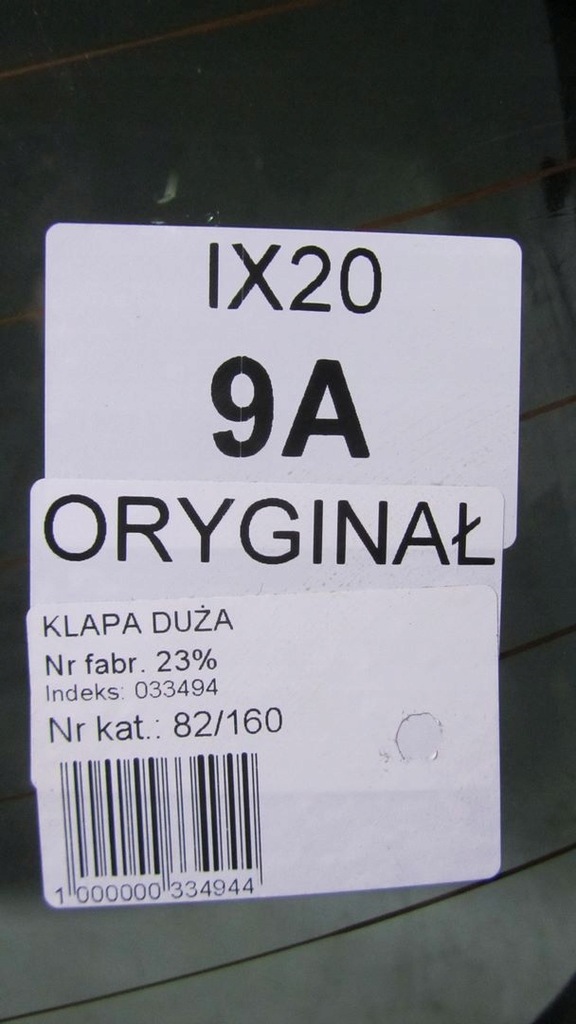 IX20
9A
ORYGINAŁ
KLAPA DUŻA
Nr fabr. 23%
Indeks: 033494
Nr kat.: 82/160
1 000000 334944